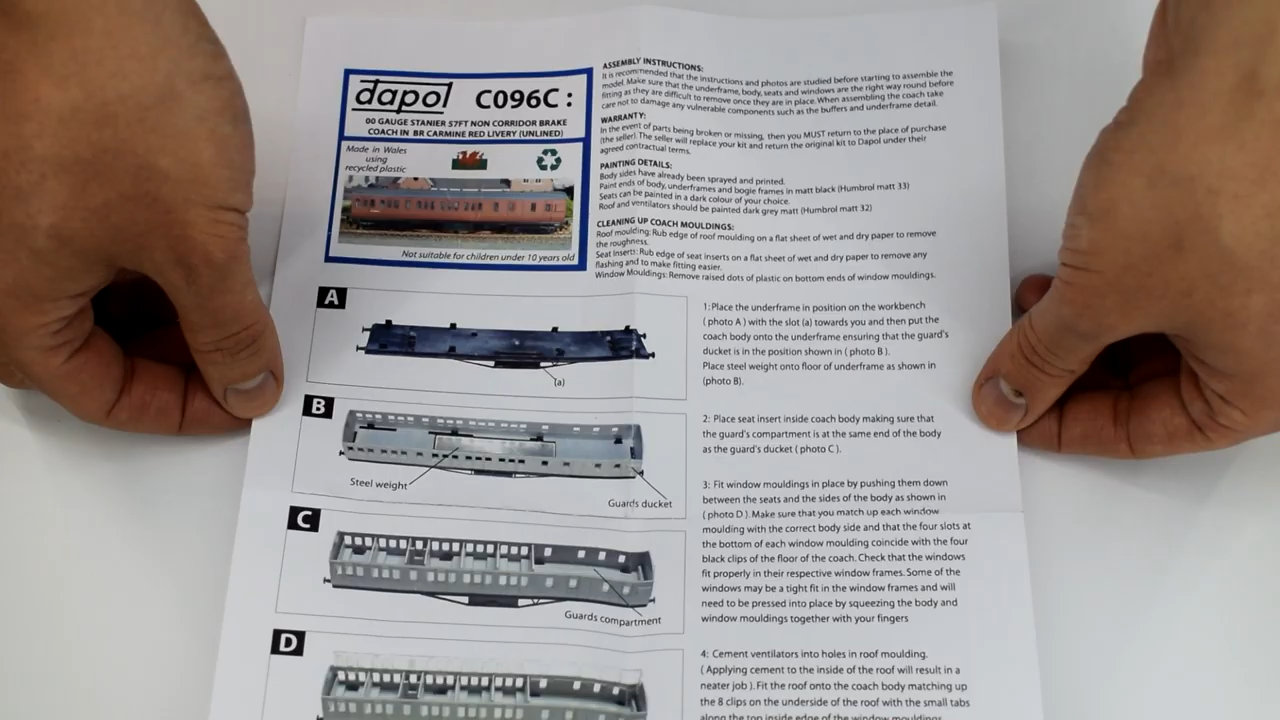 dapol C096C :
00 GAUGE STANIER 57FT NON CORRIDOR BRAKE
COACH IN BR CARMINE RED LIVERY (UNLINED)
Made in Wales
using
recycled plastic
Not suitable for children under 10 years old
ASSEMBLY INSTRUCTIONS:
It is recommended that the instructions and photos are studied before starting to assemble the
model. Make sure that the underframe, body, seats and windows are the right way round before
fitting as they are difficult to remove once they are in place. When assembling the coach take
care not to damage any vulnerable components such as the buffers and underframe detail.
WARRANTY:
In the event of parts being broken or missing, then you MUST return to the place of purchase
(the seller). The seller will replace your kit and return the original kit to Dapol under their
agreed contractual terms.
PAINTING DETAILS:
Body sides have already been sprayed and printed.
Paint ends of body, underframes and bogie frames in matt black (Humbrol matt 33)
Seats can be painted in a dark colour of your choice.
Roof and ventilators should be painted dark grey matt (Humbrol matt 32)
CLEANING UP COACH MOULDINGS:
Roof moulding: Rub edge of roof moulding on a flat sheet of wet and dry paper to remove
the roughness.
Seat Inserts: Rub edge of seat inserts on a flat sheet of wet and dry paper to remove any
flashing and to make fitting easier.
Window Mouldings: Remove raised dots of plastic on bottom ends of window mouldings.
A
(a)
1: Place the underframe in position on the workbench
( photo A ) with the slot (a) towards you and then put the
coach body onto the underframe ensuring that the guard's
ducket is in the position shown in ( photo B ).
Place steel weight onto floor of underframe as shown in
(photo B).
B
Steel weight
Guards ducket
2: Place seat insert inside coach body making sure that
the guard's compartment is at the same end of the body
as the guard's ducket ( photo C ).
C
Guards compartment
3: Fit window mouldings in place by pushing them down
between the seats and the sides of the body as shown in
( photo D ). Make sure that you match up each window
moulding with the correct body side and that the four slots at
the bottom of each window moulding coincide with the four
black clips of the floor of the coach. Check that the windows
fit properly in their respective window frames. Some of the
windows may be a tight fit in the window frames and will
need to be pressed into place by squeezing the body and
window mouldings together with your fingers
D
4: Cement ventilators into holes in roof moulding.
( Applying cement to the inside of the roof will result in a
neater job ). Fit the roof onto the coach body matching up
the 8 clips on the underside of the roof with the small tabs
along the top inside edge of the window mouldings